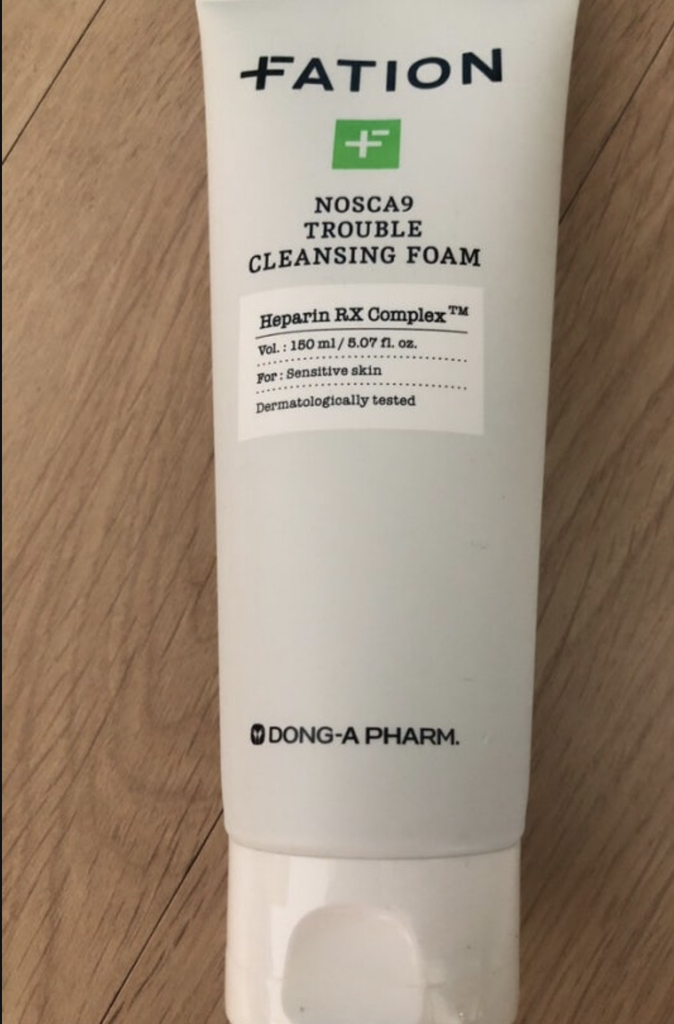 FATION
NOSCA9
TROUBLE
CLEANSING FOAM
Heparin RX Complex™
Vol. : 150 ml / 5.07 fl. oz.
For : Sensitive skin
Dermatologically tested
DONG-A PHARM.